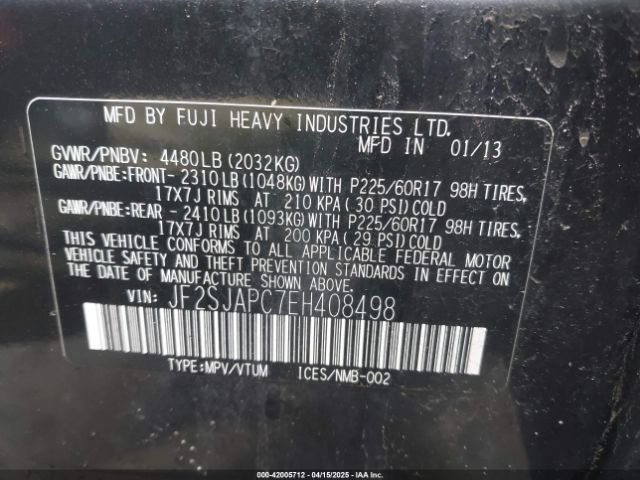 MFD BY FUJI HEAVY INDUSTRIES LTD.
MFD IN 01/13
GVWR/PNBV: 4480LB(2032KG)
GAWR/PNBE:FRONT- 2310LB(1048KG)WITH P225/60R17 98H TIRES,
17X7J RIMS AT 210 KPA(30 PSI)COLD
GAWR/PNBE:REAR - 2410LB(1093KG)WITH P225/60R17 98H TIRES,
17X7J RIMS AT 200 KPA(29 PSI)COLD
THIS VEHICLE CONFORMS TO ALL APPLICABLE FEDERAL MOTOR
VEHICLE SAFETY AND THEFT PREVENTION STANDARDS IN EFFECT ON
THE DATE OF MANUFACTURE SHOWN ABOVE.
VIN: JF2SJAPC7EH408498
TYPE:MPV/VTUM ICES/NMB-002
000-42005712 - 04/15/2025 - IAAI.COM